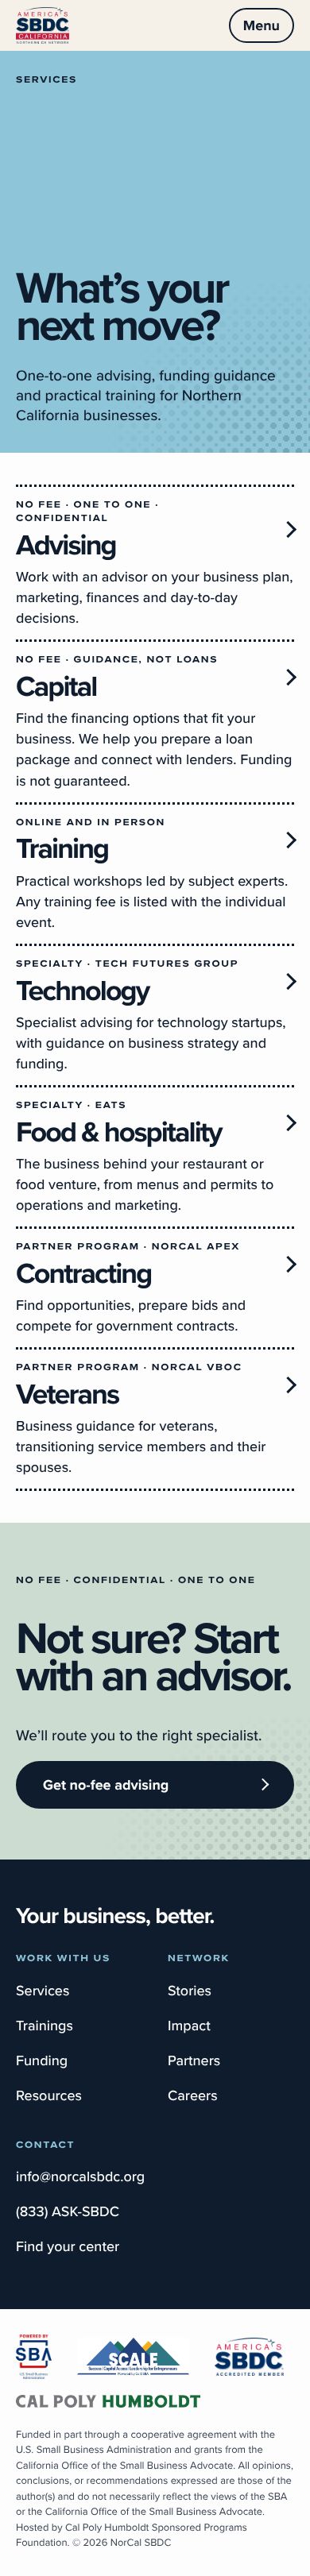 AMERICA'S
SBDC
CALIFORNIA
Menu
SERVICES
What's your
next move?
One-to-one advising, funding guidance
and practical training for Northern
California businesses.
NO FEE · ONE TO ONE ·
CONFIDENTIAL
Advising
Work with an advisor on your business plan,
marketing, finances and day-to-day
decisions.
NO FEE · GUIDANCE, NOT LOANS
Capital
Find the financing options that fit your
business. We help you prepare a loan
package and connect with lenders. Funding
is not guaranteed.
ONLINE AND IN PERSON
Training
Practical workshops led by subject experts.
Any training fee is listed with the individual
event.
SPECIALTY · TECH FUTURES GROUP
Technology
Specialist advising for technology startups,
with guidance on business strategy and
funding.
SPECIALTY · EATS
Food & hospitality
The business behind your restaurant or
food venture, from menus and permits to
operations and marketing.
PARTNER PROGRAM · NORCAL APEX
Contracting
Find opportunities, prepare bids and
compete for government contracts.
PARTNER PROGRAM · NORCAL VBOC
Veterans
Business guidance for veterans,
transitioning service members and their
spouses.
NO FEE · CONFIDENTIAL · ONE TO ONE
Not sure? Start
with an advisor.
We'll route you to the right specialist.
Get no-fee advising
Your business, better.
WORK WITH US
Services
Trainings
Funding
Resources
NETWORK
Stories
Impact
Partners
Careers
CONTACT
info@norcalsbdc.org
(833) ASK-SBDC
Find your center
POWERED BY
SBA
SCALE
AMERICA'S
SBDC
ACCREDITED MEMBER
CAL POLY HUMBOLDT
Funded in part through a cooperative agreement with the
U.S. Small Business Administration and grants from the
California Office of the Small Business Advocate. All opinions,
conclusions, or recommendations expressed are those of the
author(s) and do not necessarily reflect the views of the SBA
or the California Office of the Small Business Advocate.
Hosted by Cal Poly Humboldt Sponsored Programs
Foundation. © 2026 NorCal SBDC